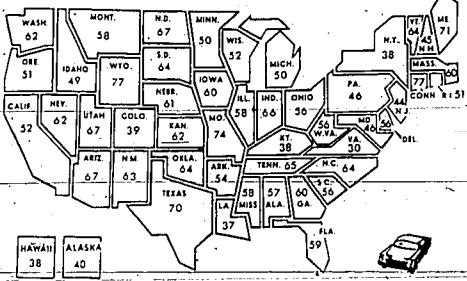 WASH.
62
ORE.
51
CALIF.
52
NEV.
62
IDAHO
49
MONT.
58
WYO.
77
UTAH
67
COLO.
39
ARIZ.
67
N.M.
63
N.D.
67
S.D.
64
NEBR.
61
KAN.
62
OKLA.
64
TEXAS
70
MINN.
50
IOWA
60
MO.
74
ARK.
54
LA.
37
WIS.
52
ILL.
58
MICH.
50
IND.
66
OHIO
56
KY.
38
TENN. 65
MISS
58
ALA.
57
GA.
60
FLA.
59
S.C.
56
N.C.
64
VA.
30
W.VA.
56
MD
46
DEL.
56
PA.
46
N.J.
44
N.Y.
38
CONN
77
R.I. 51
MASS.
60
VT.
64
N H
45
ME.
71
HAWAII
38
ALASKA
40